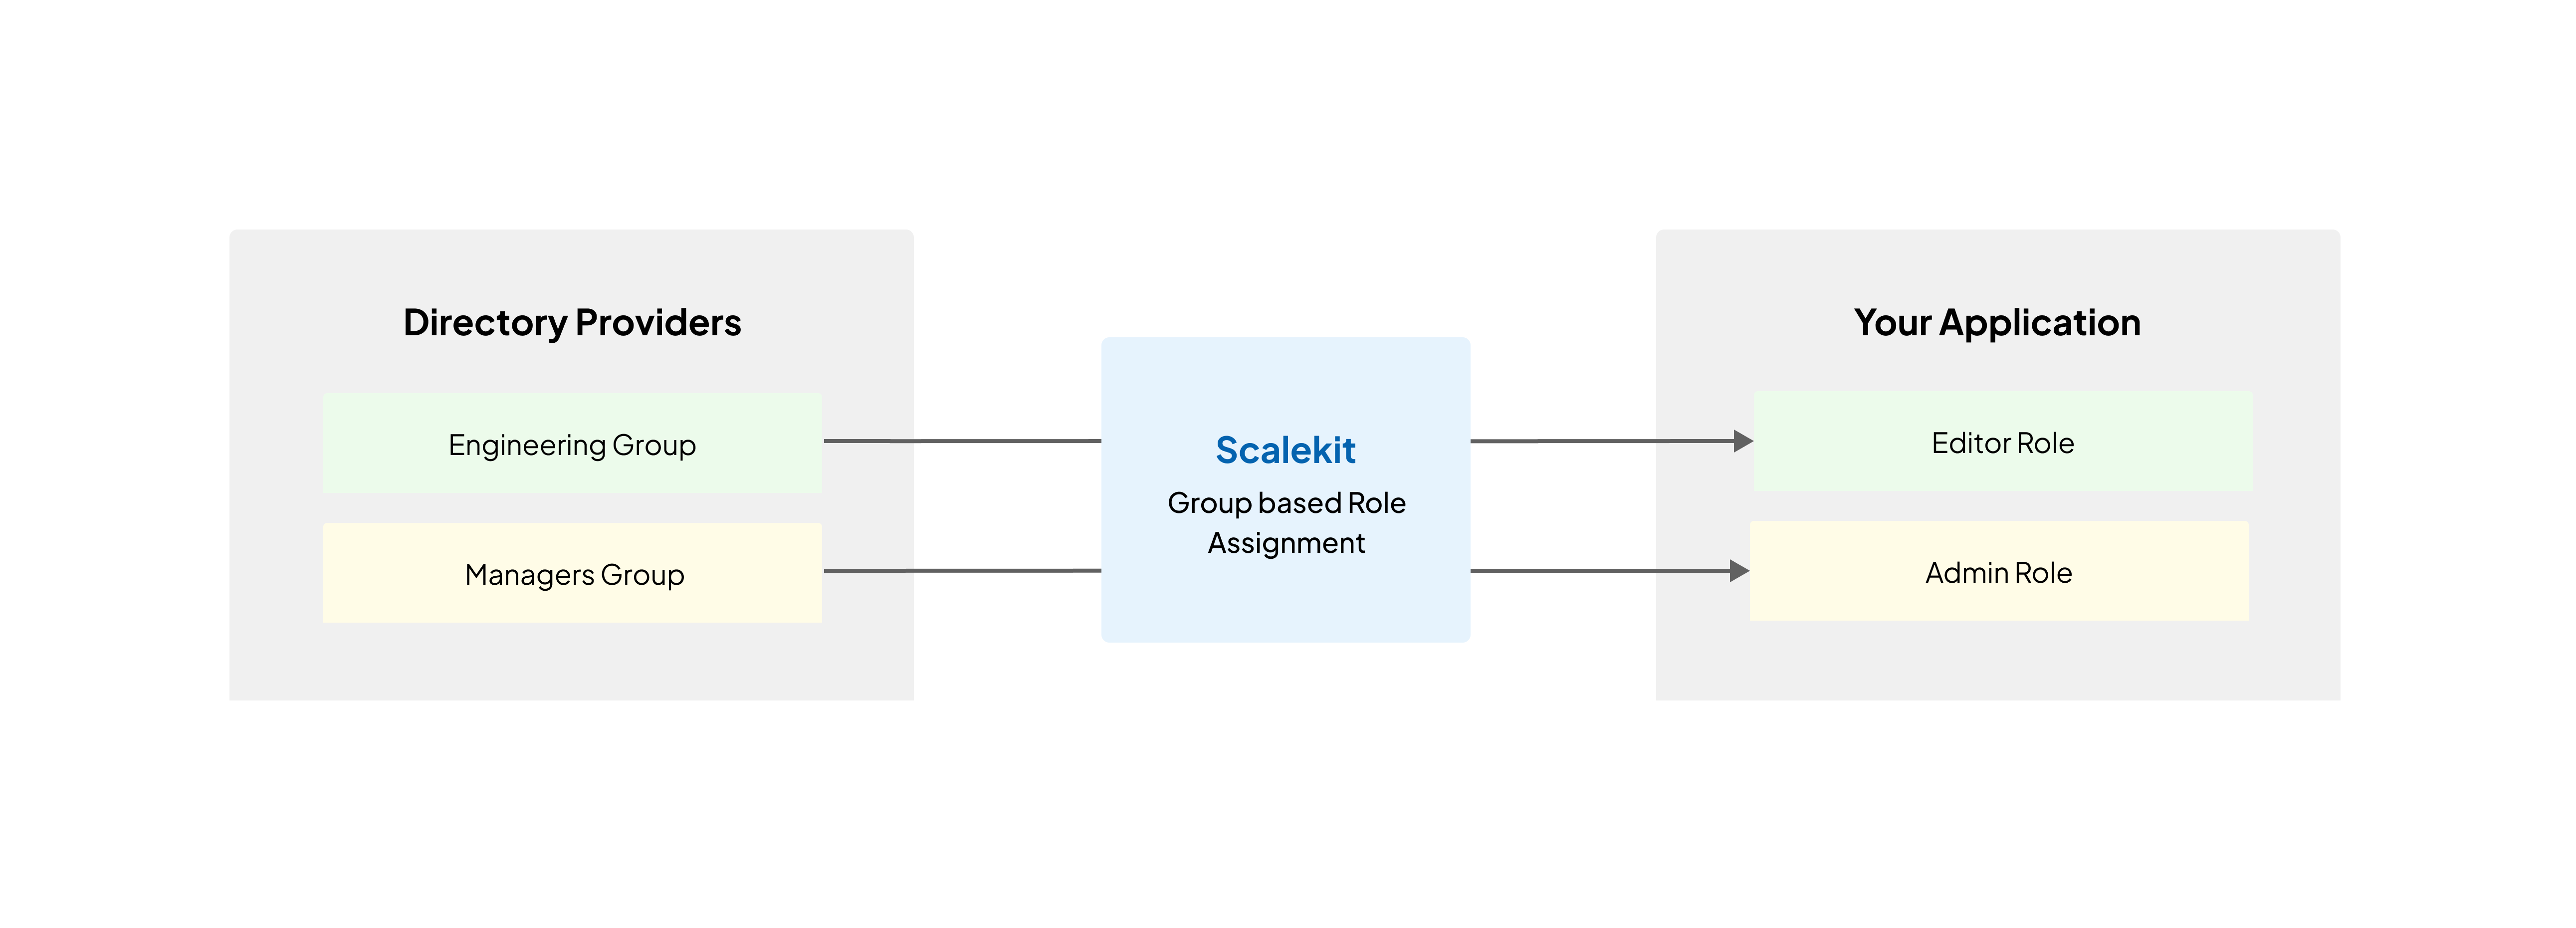 Directory Providers
Engineering Group
Managers Group
Scalekit
Group based Role
Assignment
Your Application
Editor Role
Admin Role